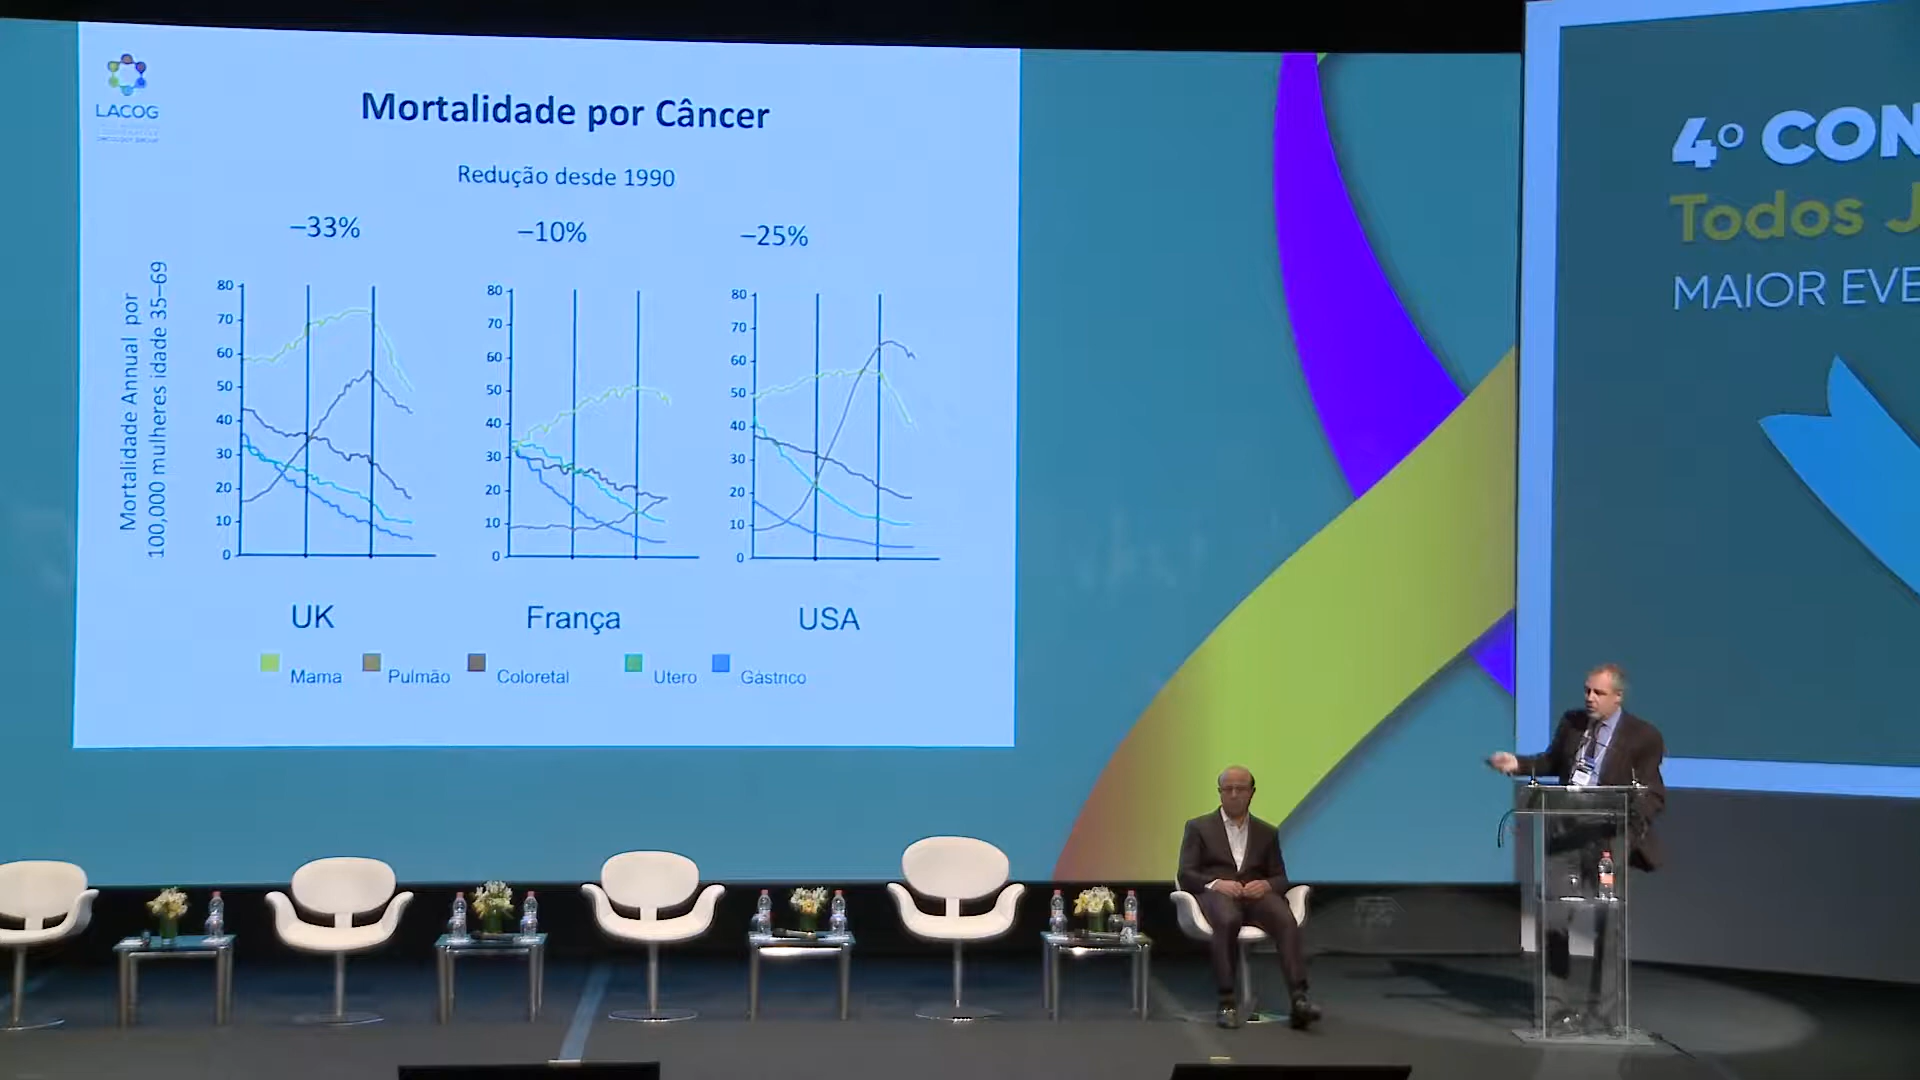 LACOG
Mortalidade por Câncer
Redução desde 1990
–33%
–10%
–25%
Mortalidade Annual por
100,000 mulheres idade 35–69
80
70
60
50
40
30
20
10
0
80
70
60
50
40
30
20
10
0
80
70
60
50
40
30
20
10
0
UK
França
USA
Mama
Pulmão
Coloretal
Utero
Gástrico
4º CON
Todos J
MAIOR EVE